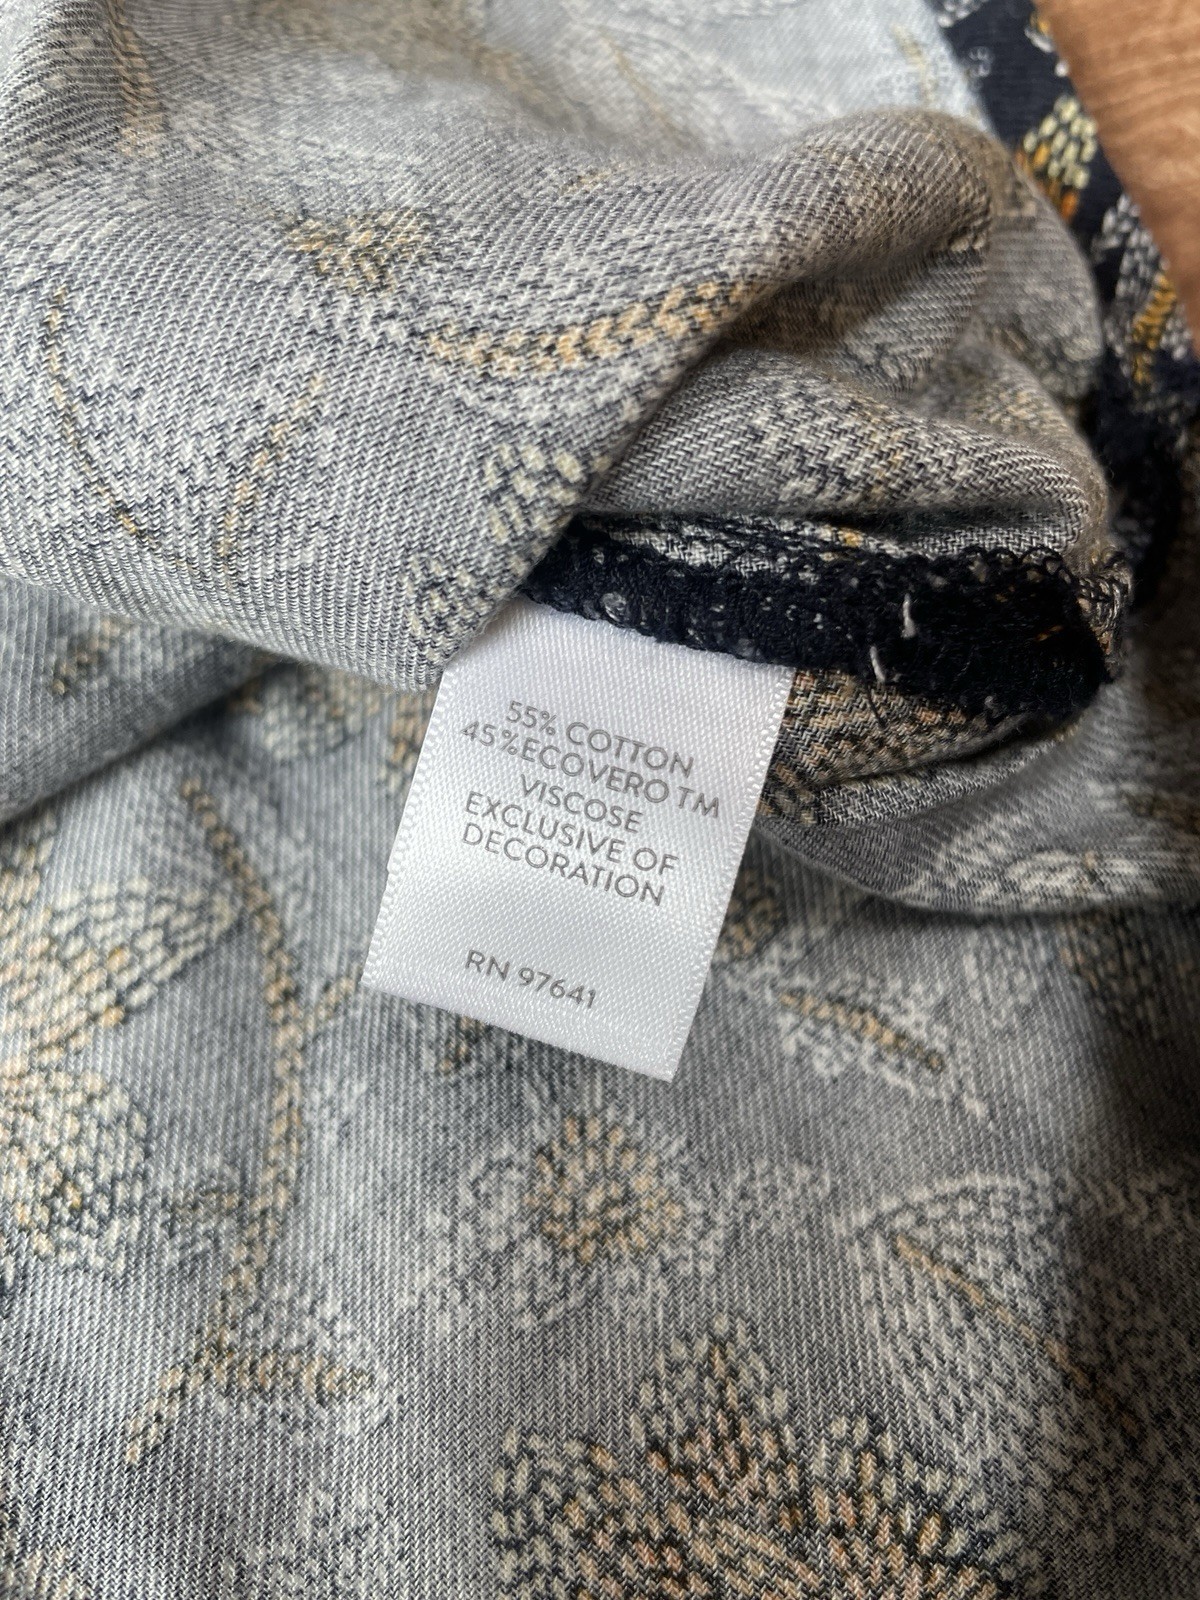 55% COTTON
45%ECOVERO TM
VISCOSE
EXCLUSIVE OF
DECORATION
RN 97641